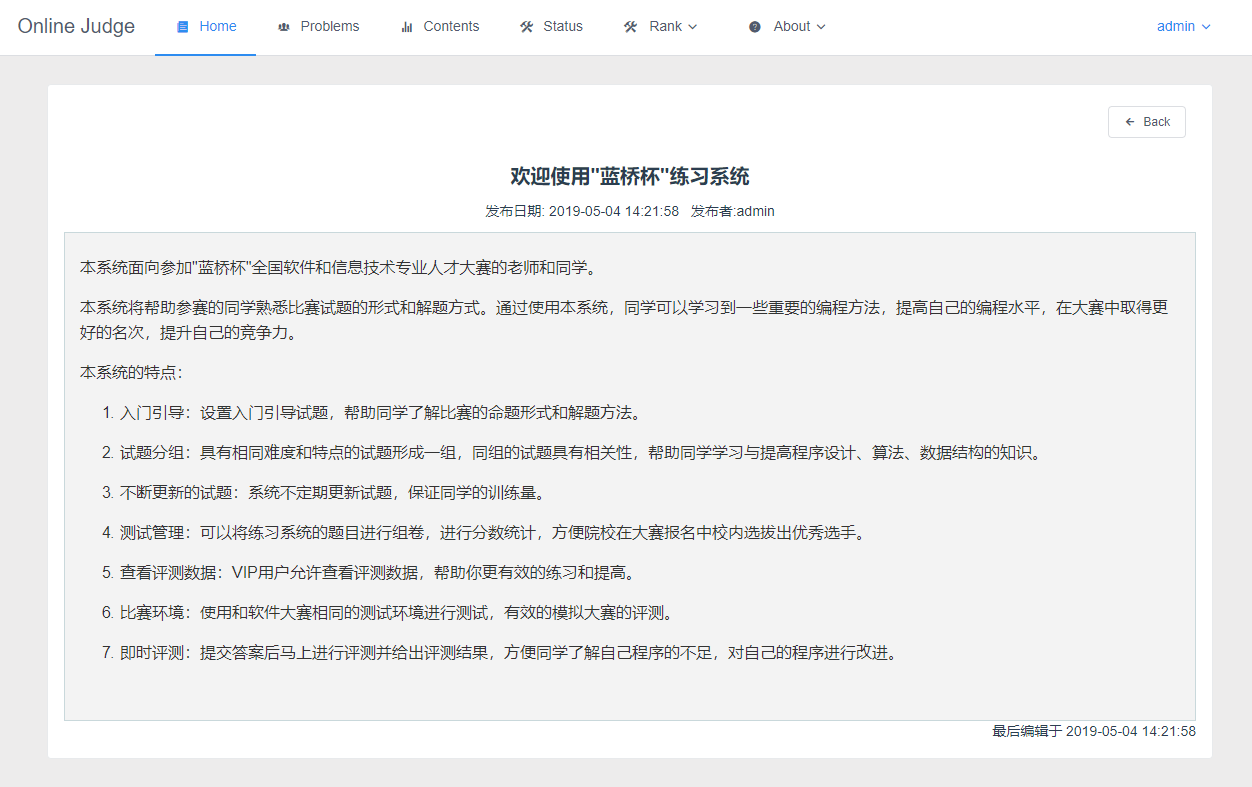 Online Judge
Home
Problems
Contents
Status
Rank
About
admin
Back
欢迎使用"蓝桥杯"练习系统
发布日期: 2019-05-04 14:21:58 发布者:admin
本系统面向参加"蓝桥杯"全国软件和信息技术专业人才大赛的老师和同学。
本系统将帮助参赛的同学熟悉比赛试题的形式和解题方式。通过使用本系统，同学可以学习到一些重要的编程方法，提高自己的编程水平，在大赛中取得更
好的名次，提升自己的竞争力。
本系统的特点：
1. 入门引导：设置入门引导试题，帮助同学了解比赛的命题形式和解题方法。
2. 试题分组：具有相同难度和特点的试题形成一组，同组的试题具有相关性，帮助同学学习与提高程序设计、算法、数据结构的知识。
3. 不断更新的试题：系统不定期更新试题，保证同学的训练量。
4. 测试管理：可以将练习系统的题目进行组卷，进行分数统计，方便院校在大赛报名中校内选拔出优秀选手。
5. 查看评测数据：VIP用户允许查看评测数据，帮助你更有效的练习和提高。
6. 比赛环境：使用和软件大赛相同的测试环境进行测试，有效的模拟大赛的评测。
7. 即时评测：提交答案后马上进行评测并给出评测结果，方便同学了解自己程序的不足，对自己的程序进行改进。
最后编辑于 2019-05-04 14:21:58